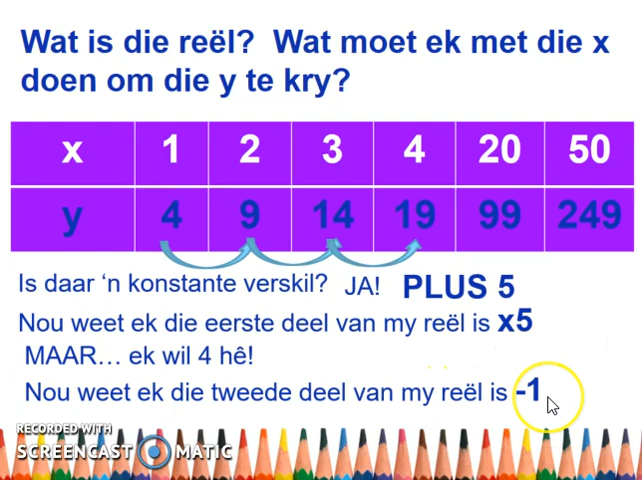 Wat is die reël? Wat moet ek met die x
doen om die y te kry?
x 1 2 3 4 20 50
y 4 9 14 19 99 249
Is daar ‘n konstante verskil? JA! PLUS 5
Nou weet ek die eerste deel van my reël is x5
MAAR… ek wil 4 hê!
Nou weet ek die tweede deel van my reël is -1
RECORDED WITH
SCREENCAST MATIC